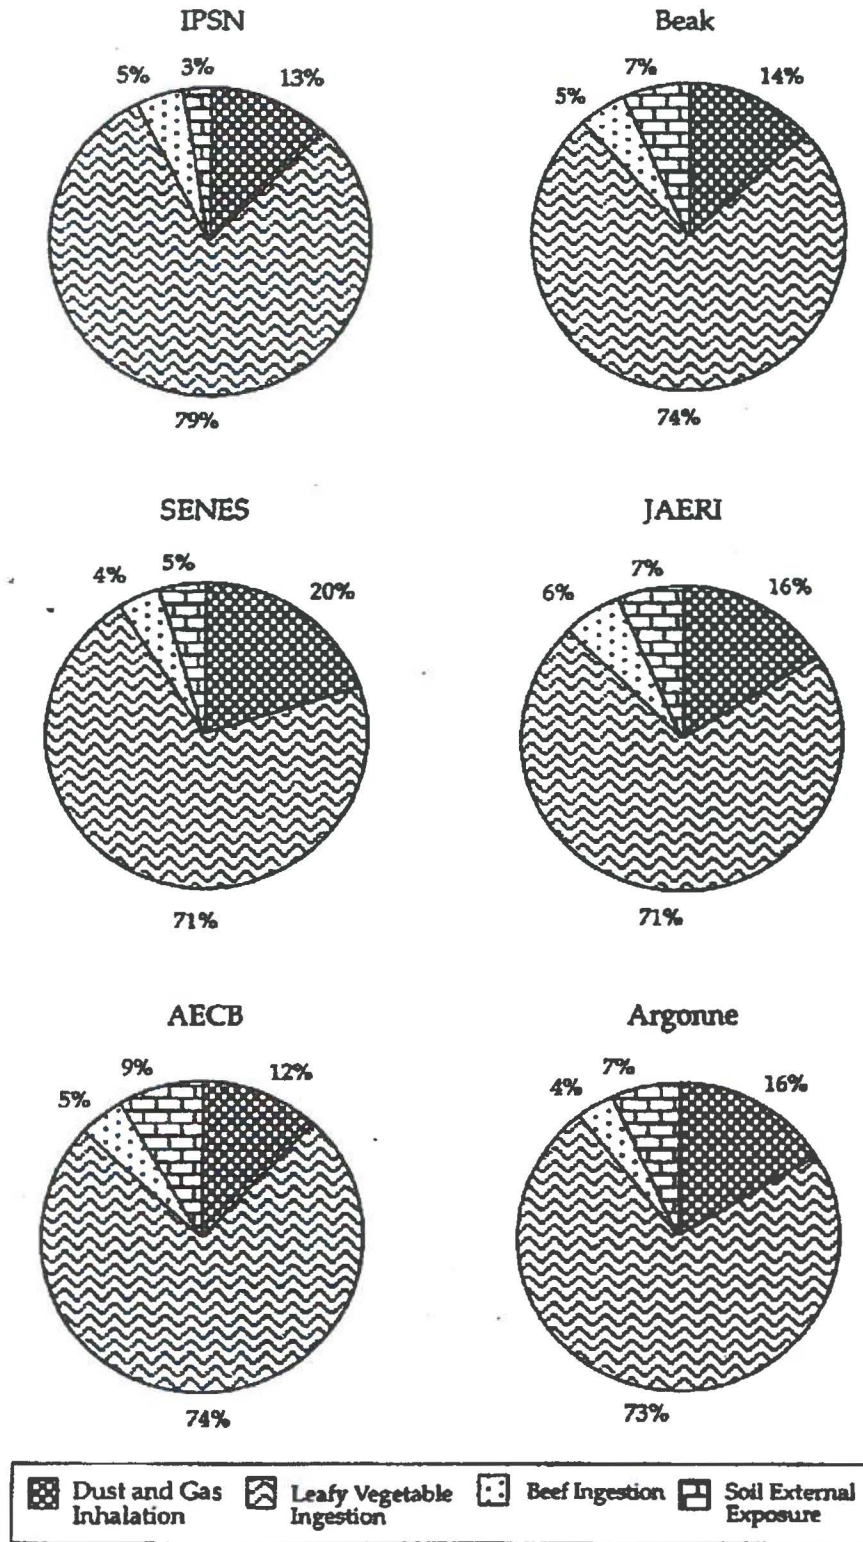 IPSN
5%
3%
13%
79%
Beak
5%
7%
14%
74%
SENES
4%
5%
20%
71%
JAERI
6%
7%
16%
71%
AECB
5%
9%
12%
74%
Argonne
4%
7%
16%
73%
Dust and Gas
Inhalation
Leafy Vegetable
Ingestion
Beef Ingestion
Soil External
Exposure